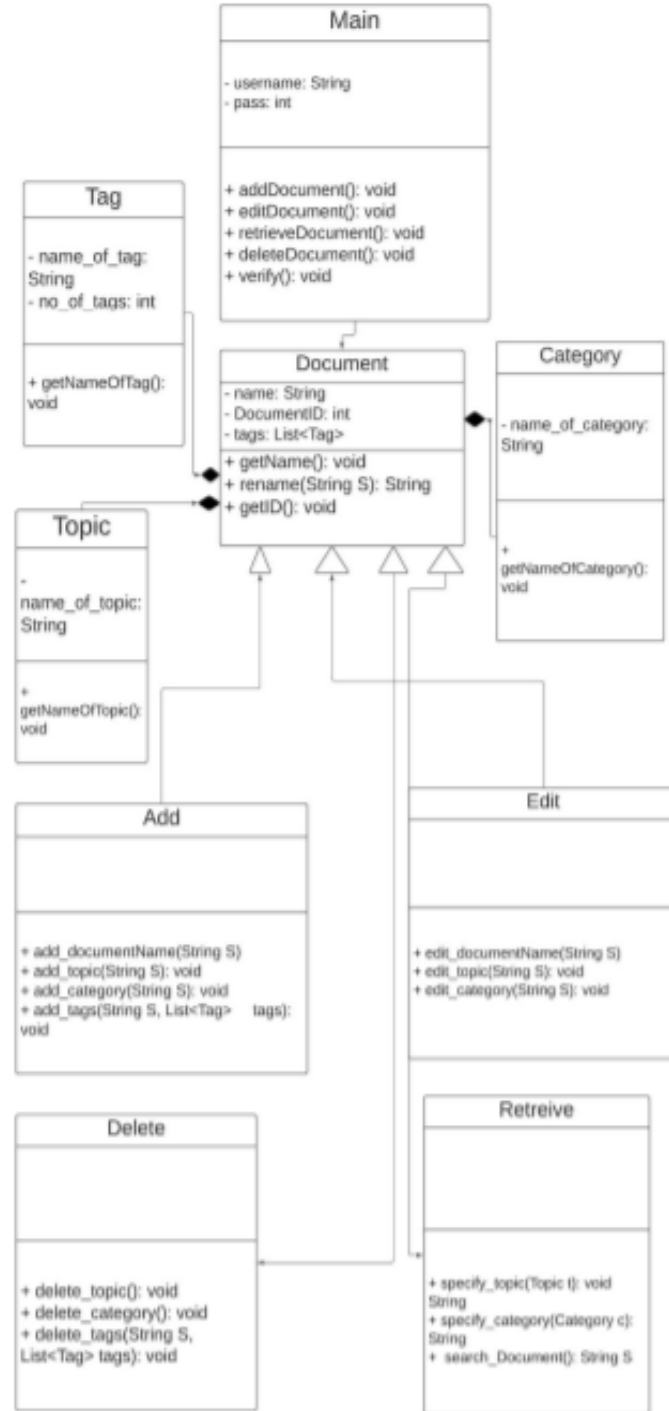 Main
- username: String
- pass: int
+ addDocument(): void
+ editDocument(): void
+ retrieveDocument(): void
+ deleteDocument(): void
+ verify(): void
Tag
- name_of_tag:
String
- no_of_tags: int
+ getNameOfTag():
void
Document
- name: String
- DocumentID: int
- tags: List<Tag>
+ getName(): void
+ rename(String S): String
+ getID(): void
Category
- name_of_category:
String
+
getNameOfCategory():
void
Topic
-
name_of_topic:
String
+
getNameOfTopic():
void
Add
+ add_documentName(String S)
+ add_topic(String S): void
+ add_category(String S): void
+ add_tags(String S, List<Tag> tags):
void
Edit
+ edit_documentName(String S)
+ edit_topic(String S): void
+ edit_category(String S): void
Delete
+ delete_topic(): void
+ delete_category(): void
+ delete_tags(String S,
List<Tag> tags): void
Retreive
+ specify_topic(Topic t): void
String
+ specify_category(Category c):
String
+ search_Document(): String S